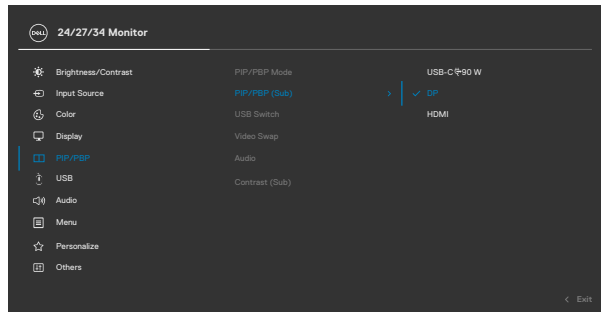 DELL 24/27/34 Monitor
Brightness/Contrast PIP/PBP Mode USB-C 90 W
Input Source PIP/PBP (Sub) > ✓ DP
Color USB Switch HDMI
Display Video Swap
PIP/PBP Audio
USB Contrast (Sub)
Audio
Menu
Personalize
Others
< Exit